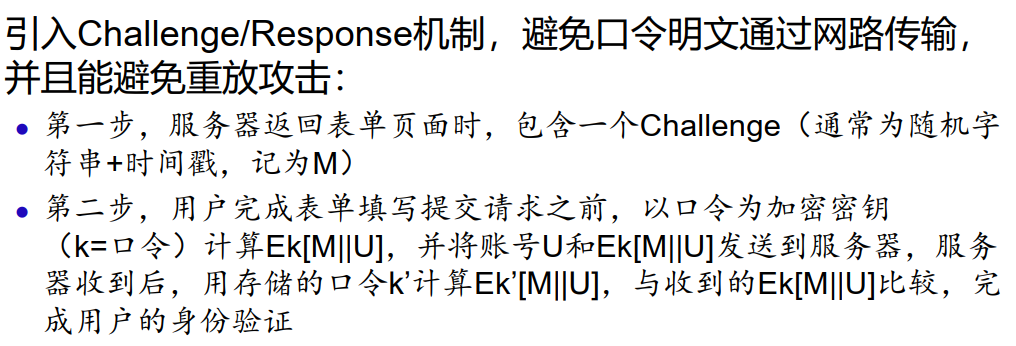 引入Challenge/Response机制，避免口令明文通过网路传输，
并且能避免重放攻击：
● 第一步，服务器返回表单页面时，包含一个Challenge（通常为随机字
符串+时间戳，记为M）
● 第二步，用户完成表单填写提交请求之前，以口令为加密密钥
（k=口令）计算Ek[M||U]，并将账号U和Ek[M||U]发送到服务器，服务
器收到后，用存储的口令k’计算Ek’[M||U]，与收到的Ek[M||U]比较，完
成用户的身份验证